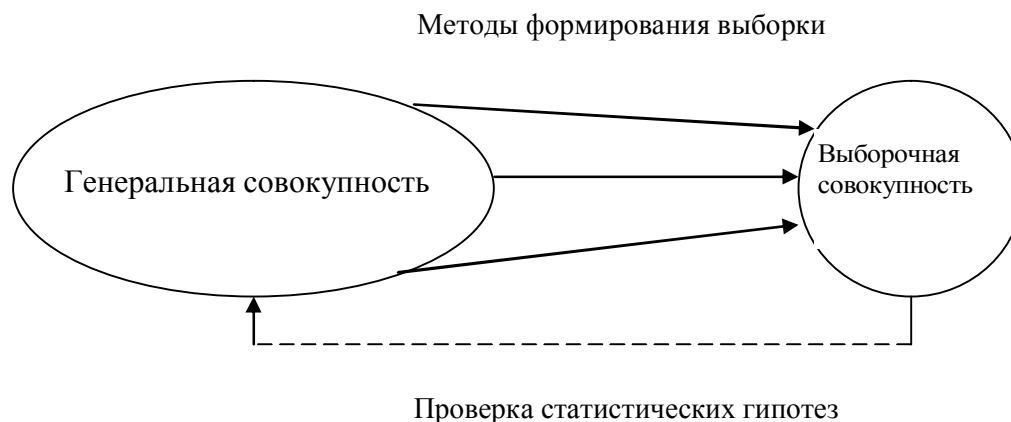 Методы формирования выборки
Генеральная совокупность
Выборочная
совокупность
Проверка статистических гипотез